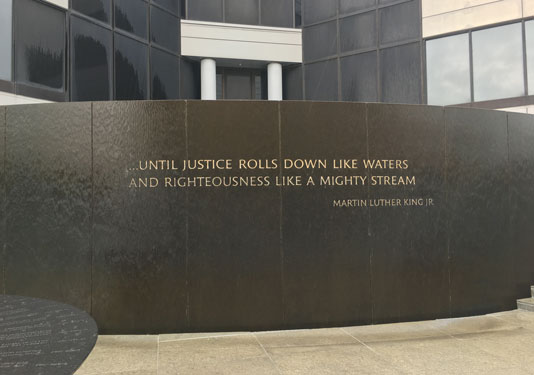 ...UNTIL JUSTICE ROLLS DOWN LIKE WATERS
AND RIGHTEOUSNESS LIKE A MIGHTY STREAM
MARTIN LUTHER KING JR